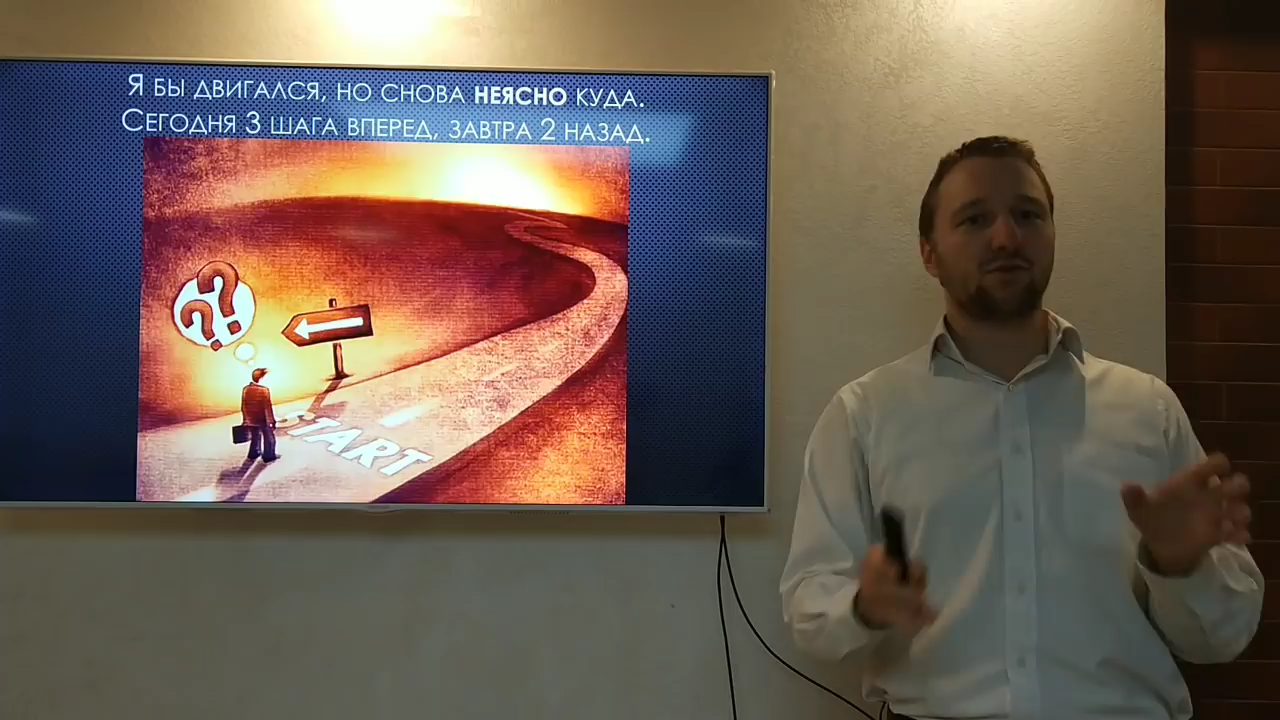 Я БЫ ДВИГАЛСЯ, НО СНОВА НЕЯСНО КУДА.
СЕГОДНЯ 3 ШАГА ВПЕРЕД, ЗАВТРА 2 НАЗАД.
??
START